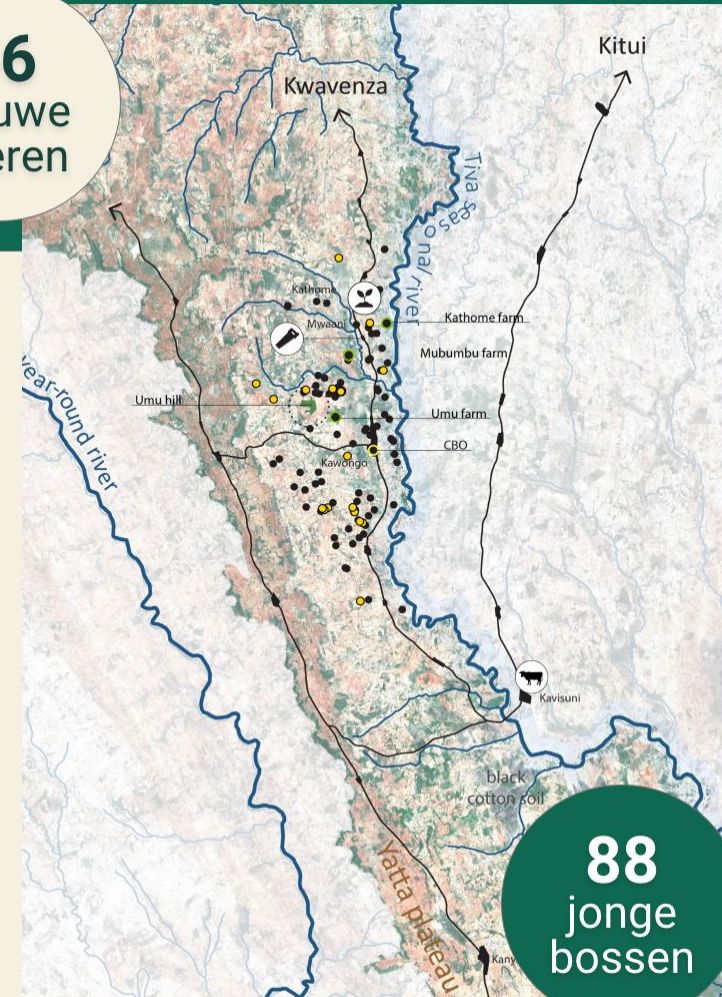 6
uwe
eren
Kitui
Kwavenza
Tiva seasonal river
Kathome
Mwaani
Kathome farm
Mubumbu farm
year-round river
Umu hill
Umu farm
CBO
Kawongo
Kavisuni
black
cotton soil
Yatta plateau
Kany
88
jonge
bossen